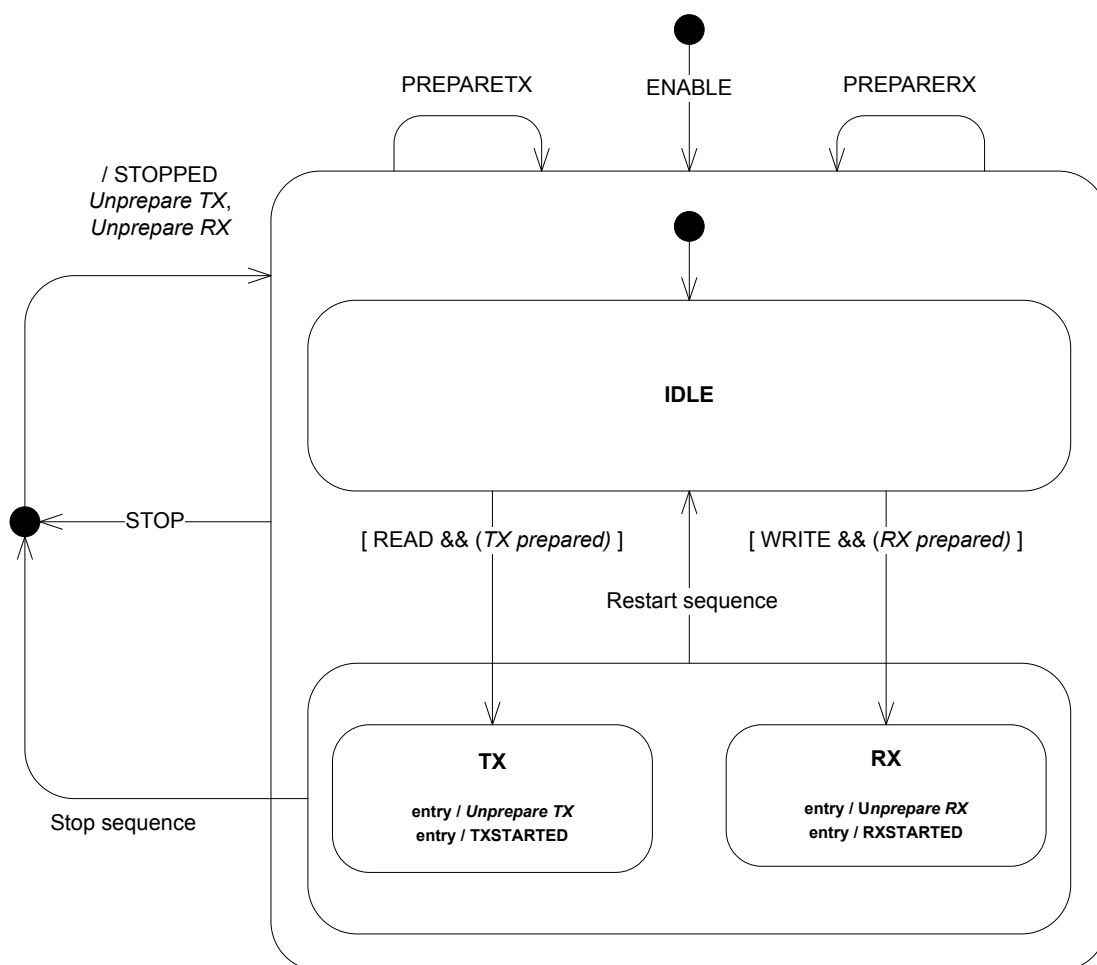 PREPARETX
ENABLE
PREPARERX
/ STOPPED
Unprepare TX,
Unprepare RX
IDLE
STOP
[ READ && (TX prepared) ]
[ WRITE && (RX prepared) ]
Restart sequence
TX
entry / Unprepare TX
entry / TXSTARTED
RX
entry / Unprepare RX
entry / RXSTARTED
Stop sequence